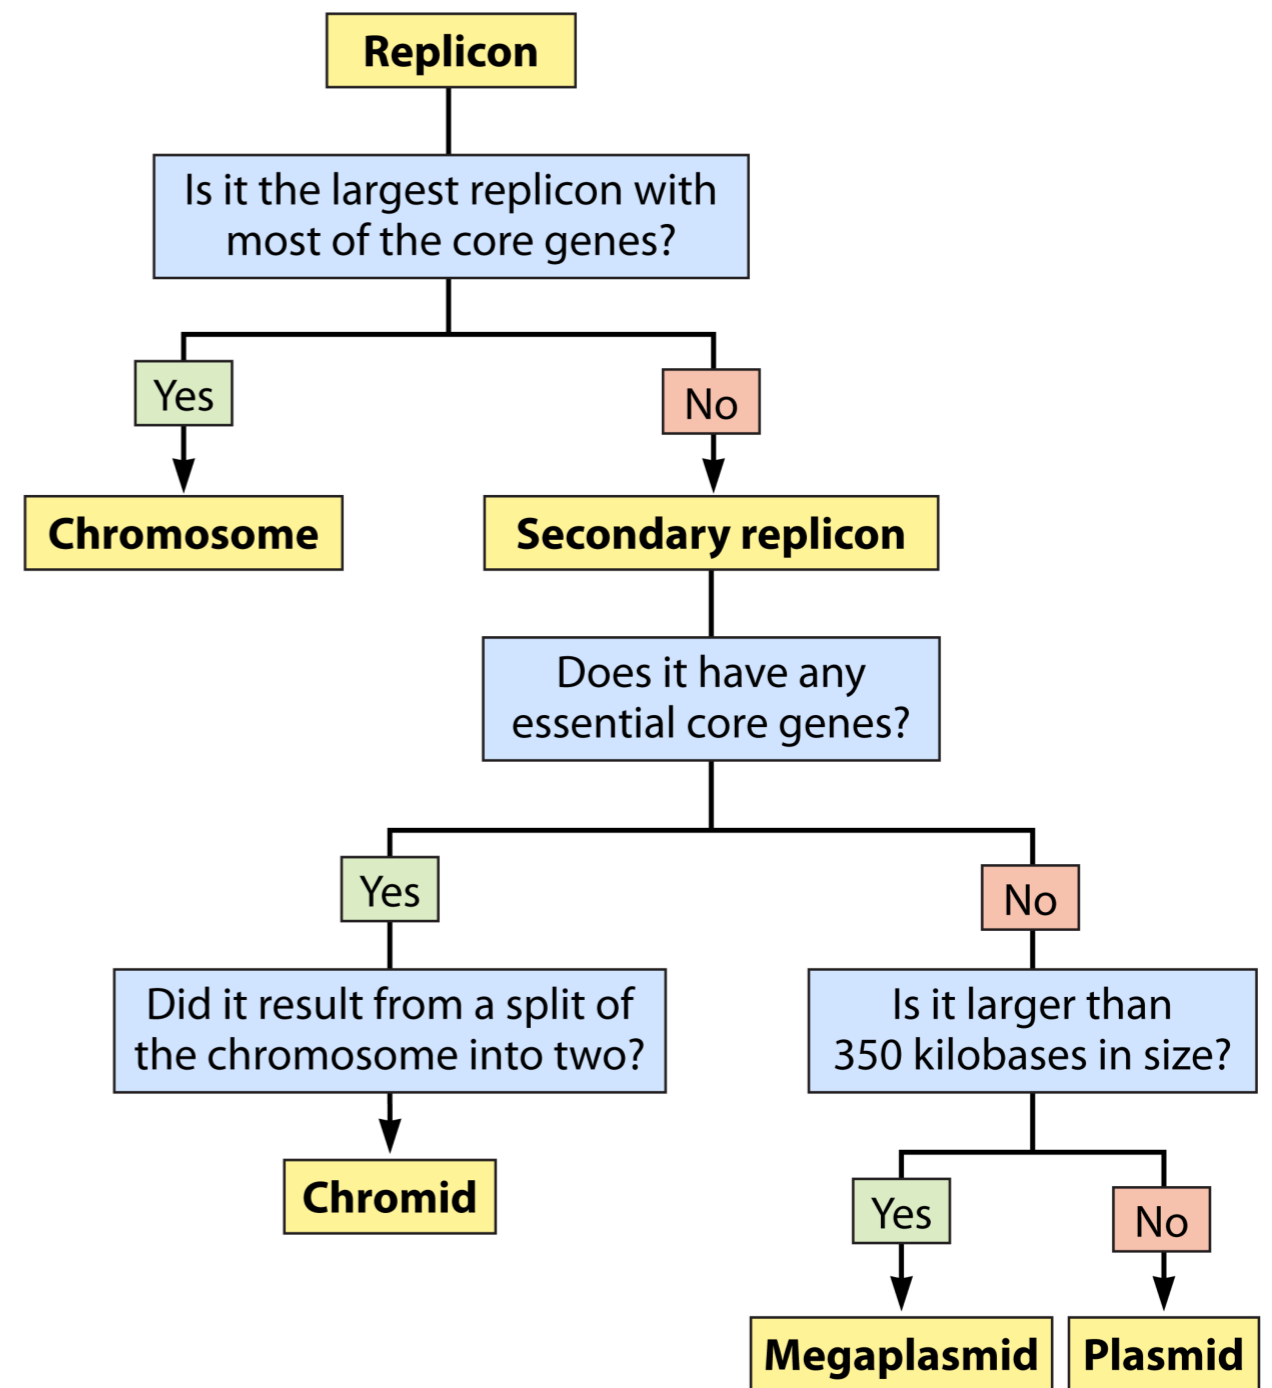 Replicon
Is it the largest replicon with
most of the core genes?
Yes
No
Chromosome
Secondary replicon
Does it have any
essential core genes?
Yes
No
Did it result from a split of
the chromosome into two?
Is it larger than
350 kilobases in size?
Chromid
Yes
No
Megaplasmid
Plasmid